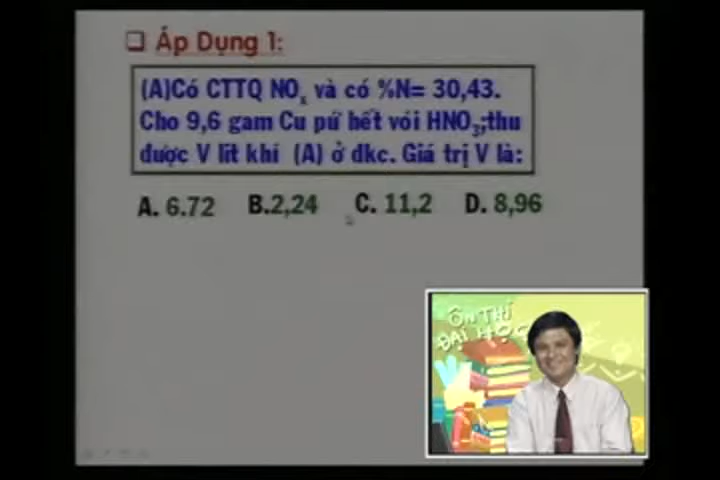 ❑ Áp Dụng 1:
(A)Có CTTQ NOₓ và có %N= 30,43.
Cho 9,6 gam Cu pứ hết với HNO₃;thu
được V lít khí (A) ở đkc. Giá trị V là:
A. 6.72 B.2,24 C. 11,2 D. 8,96
ÔN THI
ĐẠI HỌC